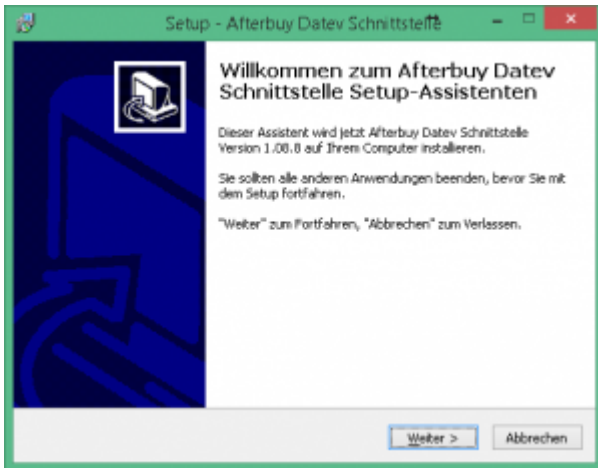 Setup - Afterbuy Datev Schnittstelle
Willkommen zum Afterbuy Datev
Schnittstelle Setup-Assistenten
Dieser Assistent wird jetzt Afterbuy Datev Schnittstelle
Version 1.08.8 auf Ihrem Computer installieren.
Sie sollten alle anderen Anwendungen beenden, bevor Sie mit
dem Setup fortfahren.
"Weiter" zum Fortfahren, "Abbrechen" zum Verlassen.
Weiter >
Abbrechen